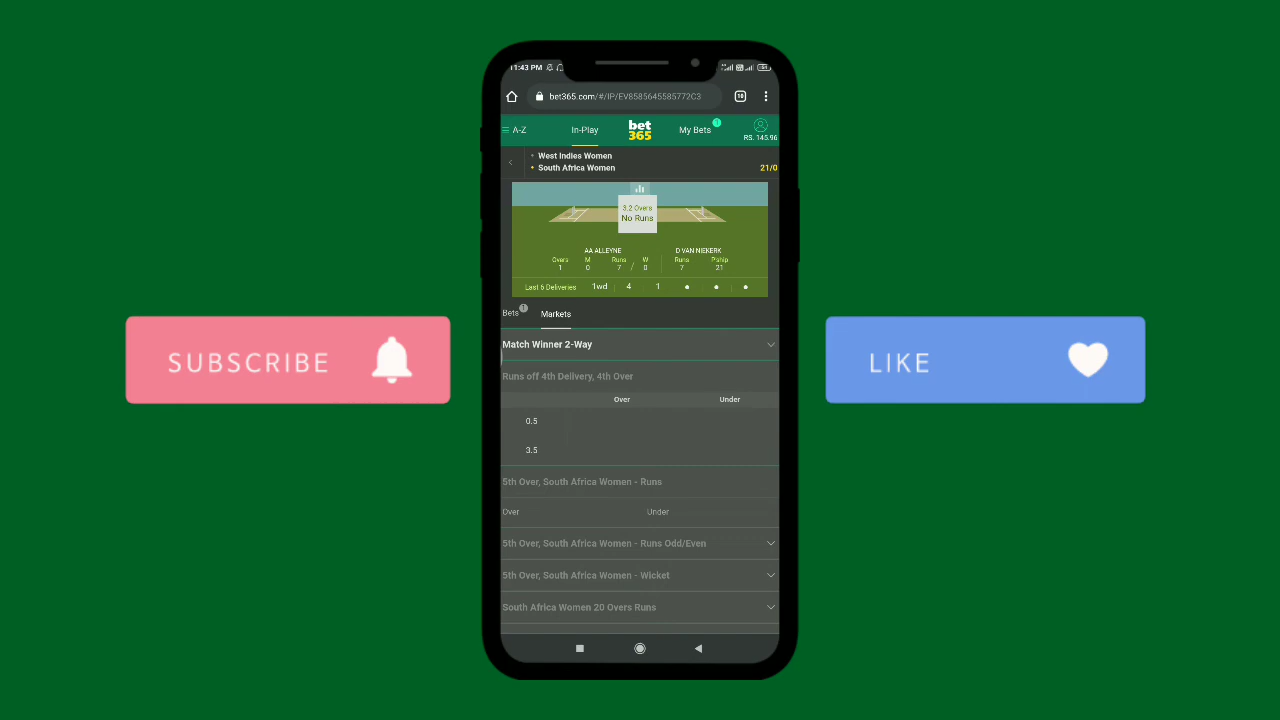 11:43 PM
bet365.com/#/IP/EV8585645585772C3
10
A-Z
In-Play
bet
365
My Bets
1
RS. 145.96
West Indies Women
South Africa Women
21/0
3.2 Overs
No Runs
AA ALLEYNE
D VAN NIEKERK
Overs M Runs W Runs P'ship
1 0 7 / 0 7 21
Last 6 Deliveries 1wd 4 1 • • •
Bets 1
Markets
Match Winner 2-Way
Runs off 4th Delivery, 4th Over
Over Under
0.5
3.5
5th Over, South Africa Women - Runs
Over Under
5th Over, South Africa Women - Runs Odd/Even
5th Over, South Africa Women - Wicket
South Africa Women 20 Overs Runs
SUBSCRIBE
LIKE